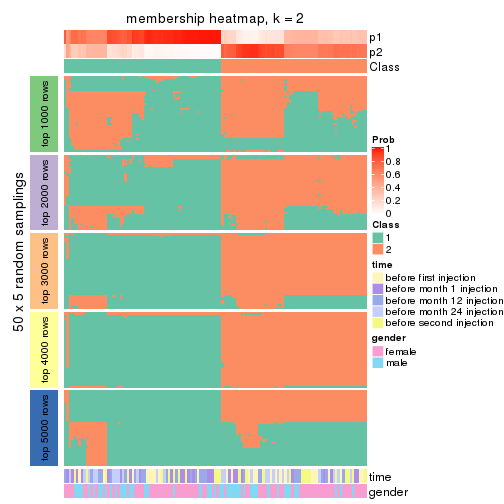 membership heatmap, k = 2
p1
p2
Class
50 x 5 random samplings
top 1000 rows
top 2000 rows
top 3000 rows
top 4000 rows
top 5000 rows
Prob
1
0.8
0.6
0.4
0.2
0
Class
1
2
time
before first injection
before month 1 injection
before month 12 injection
before month 24 injection
before second injection
gender
female
male
time
gender